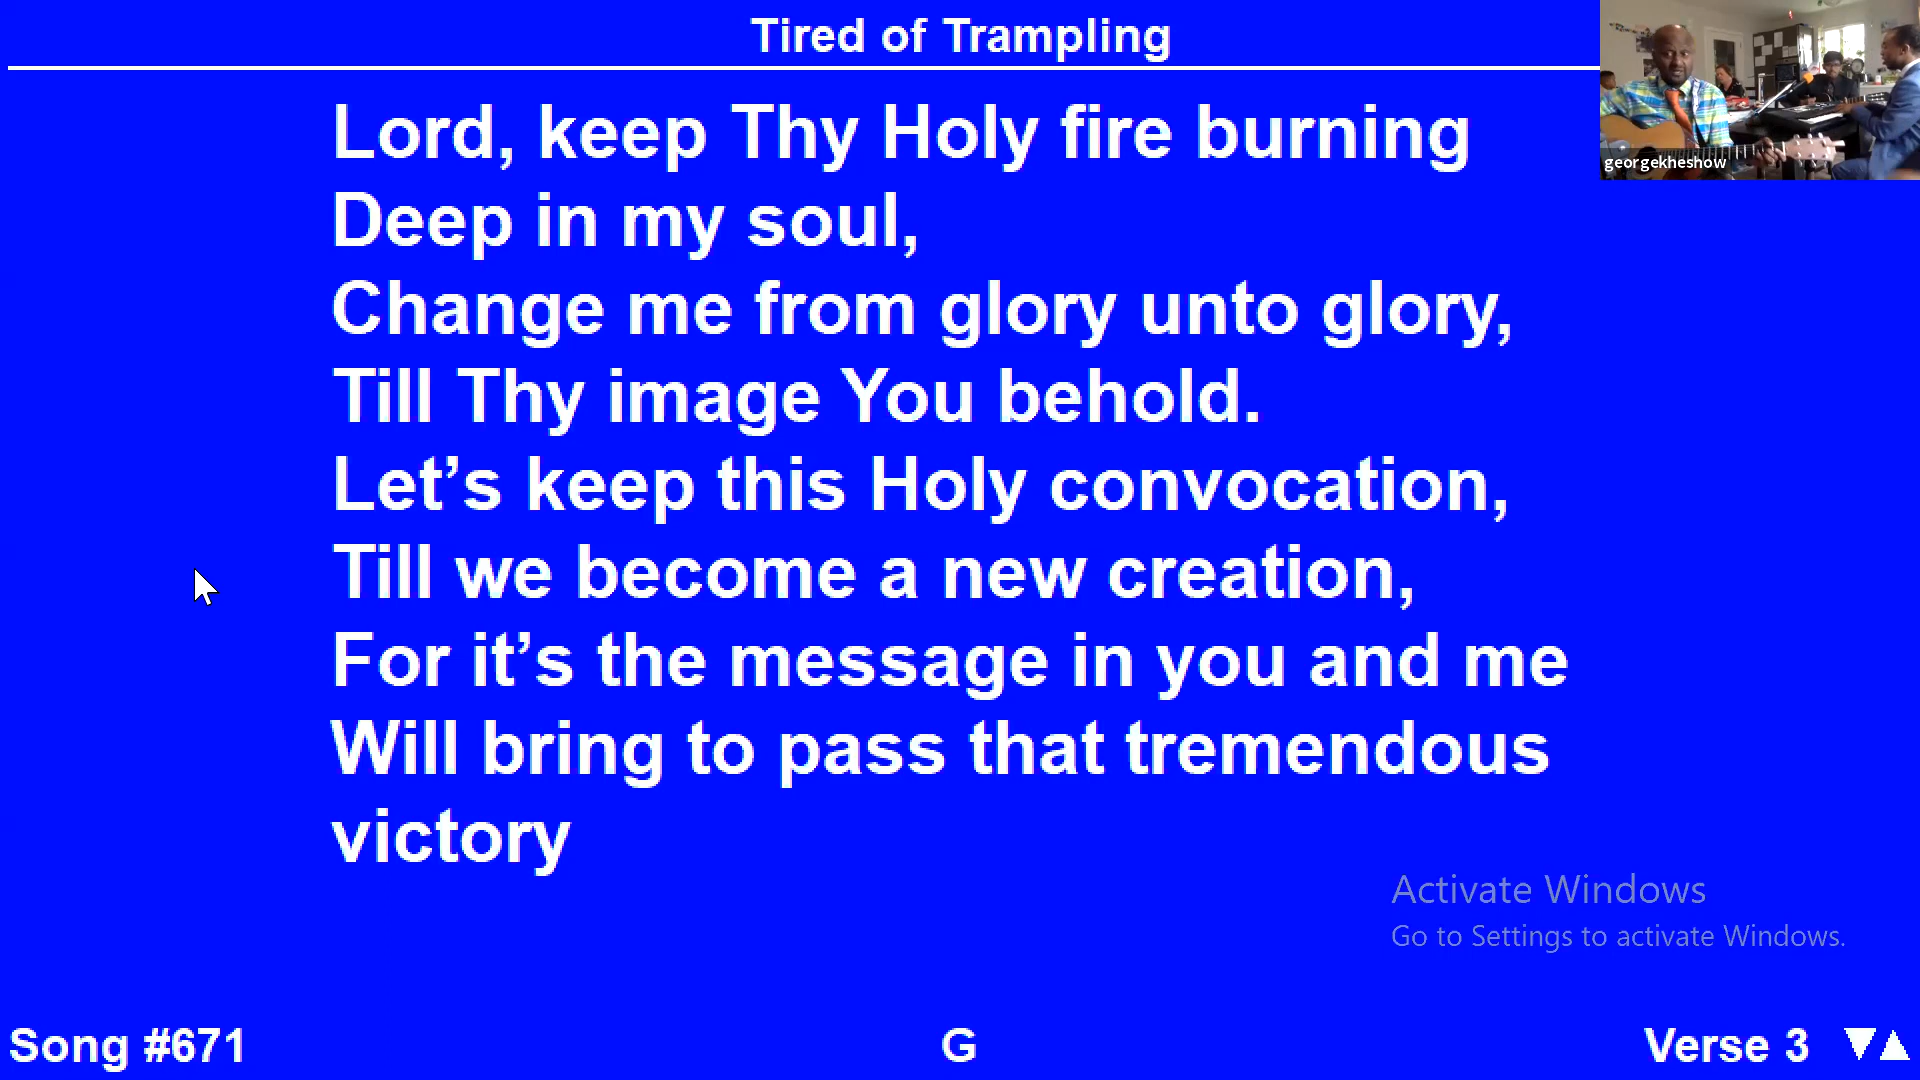 Tired of Trampling
georgekheshow
Lord, keep Thy Holy fire burning
Deep in my soul,
Change me from glory unto glory,
Till Thy image You behold.
Let’s keep this Holy convocation,
Till we become a new creation,
For it’s the message in you and me
Will bring to pass that tremendous
victory
Activate Windows
Go to Settings to activate Windows.
Song #671
G
Verse 3